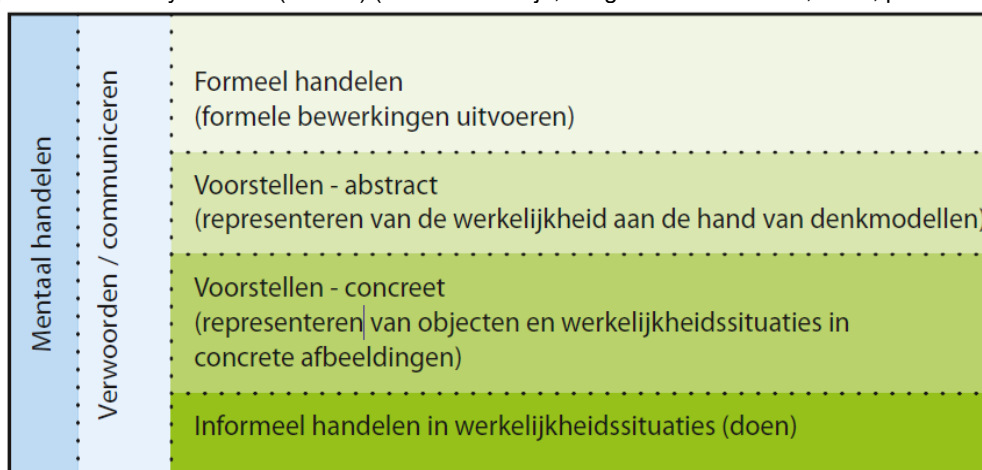 Mentaal handelen
Verwoorden / communiceren
Formeel handelen
(formele bewerkingen uitvoeren)
Voorstellen - abstract
(representeren van de werkelijkheid aan de hand van denkmodellen)
Voorstellen - concreet
(representeren van objecten en werkelijkheidssituaties in
concrete afbeeldingen)
Informeel handelen in werkelijkheidssituaties (doen)